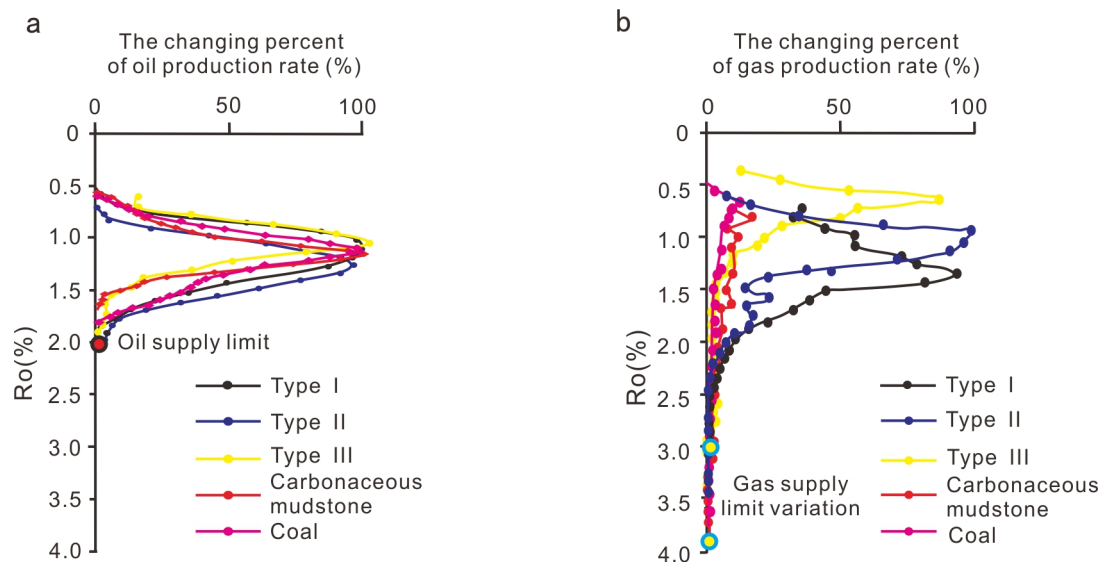 a
The changing percent
of oil production rate (%)
0 50 100
0
0.5
1.0
1.5
2.0
2.5
3.0
3.5
4.0
Ro(%)
Oil supply limit
Type I
Type II
Type III
Carbonaceous
mudstone
Coal
b
The changing percent
of gas production rate (%)
0 50 100
0
0.5
1.0
1.5
2.0
2.5
3.0
3.5
4.0
Ro(%)
Gas supply
limit variation
Type I
Type II
Type III
Carbonaceous
mudstone
Coal